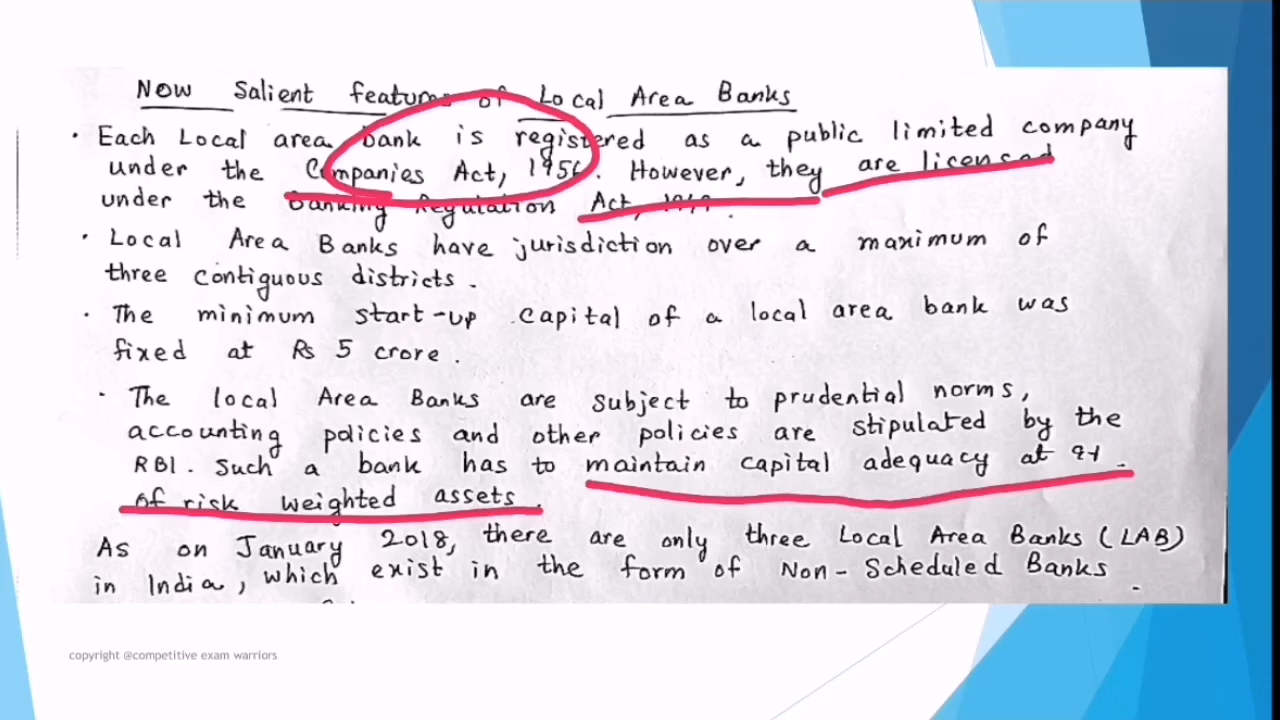 Now Salient features of Local Area Banks
· Each Local area bank is registered as a public limited company
under the Companies Act, 1956. However, they are licensed
under the Banking Regulation Act, 1949.
· Local Area Banks have jurisdiction over a maximum of
three contiguous districts.
· The minimum start-up capital of a local area bank was
fixed at Rs 5 crore.
· The local Area Banks are subject to prudential norms,
accounting policies and other policies are stipulated by the
RBI. Such a bank has to maintain capital adequacy at
of risk weighted assets.
As on January 2018, there are only three Local Area Banks (LAB)
in India, which exist in the form of Non-Scheduled Banks.
copyright @competitive exam warriors